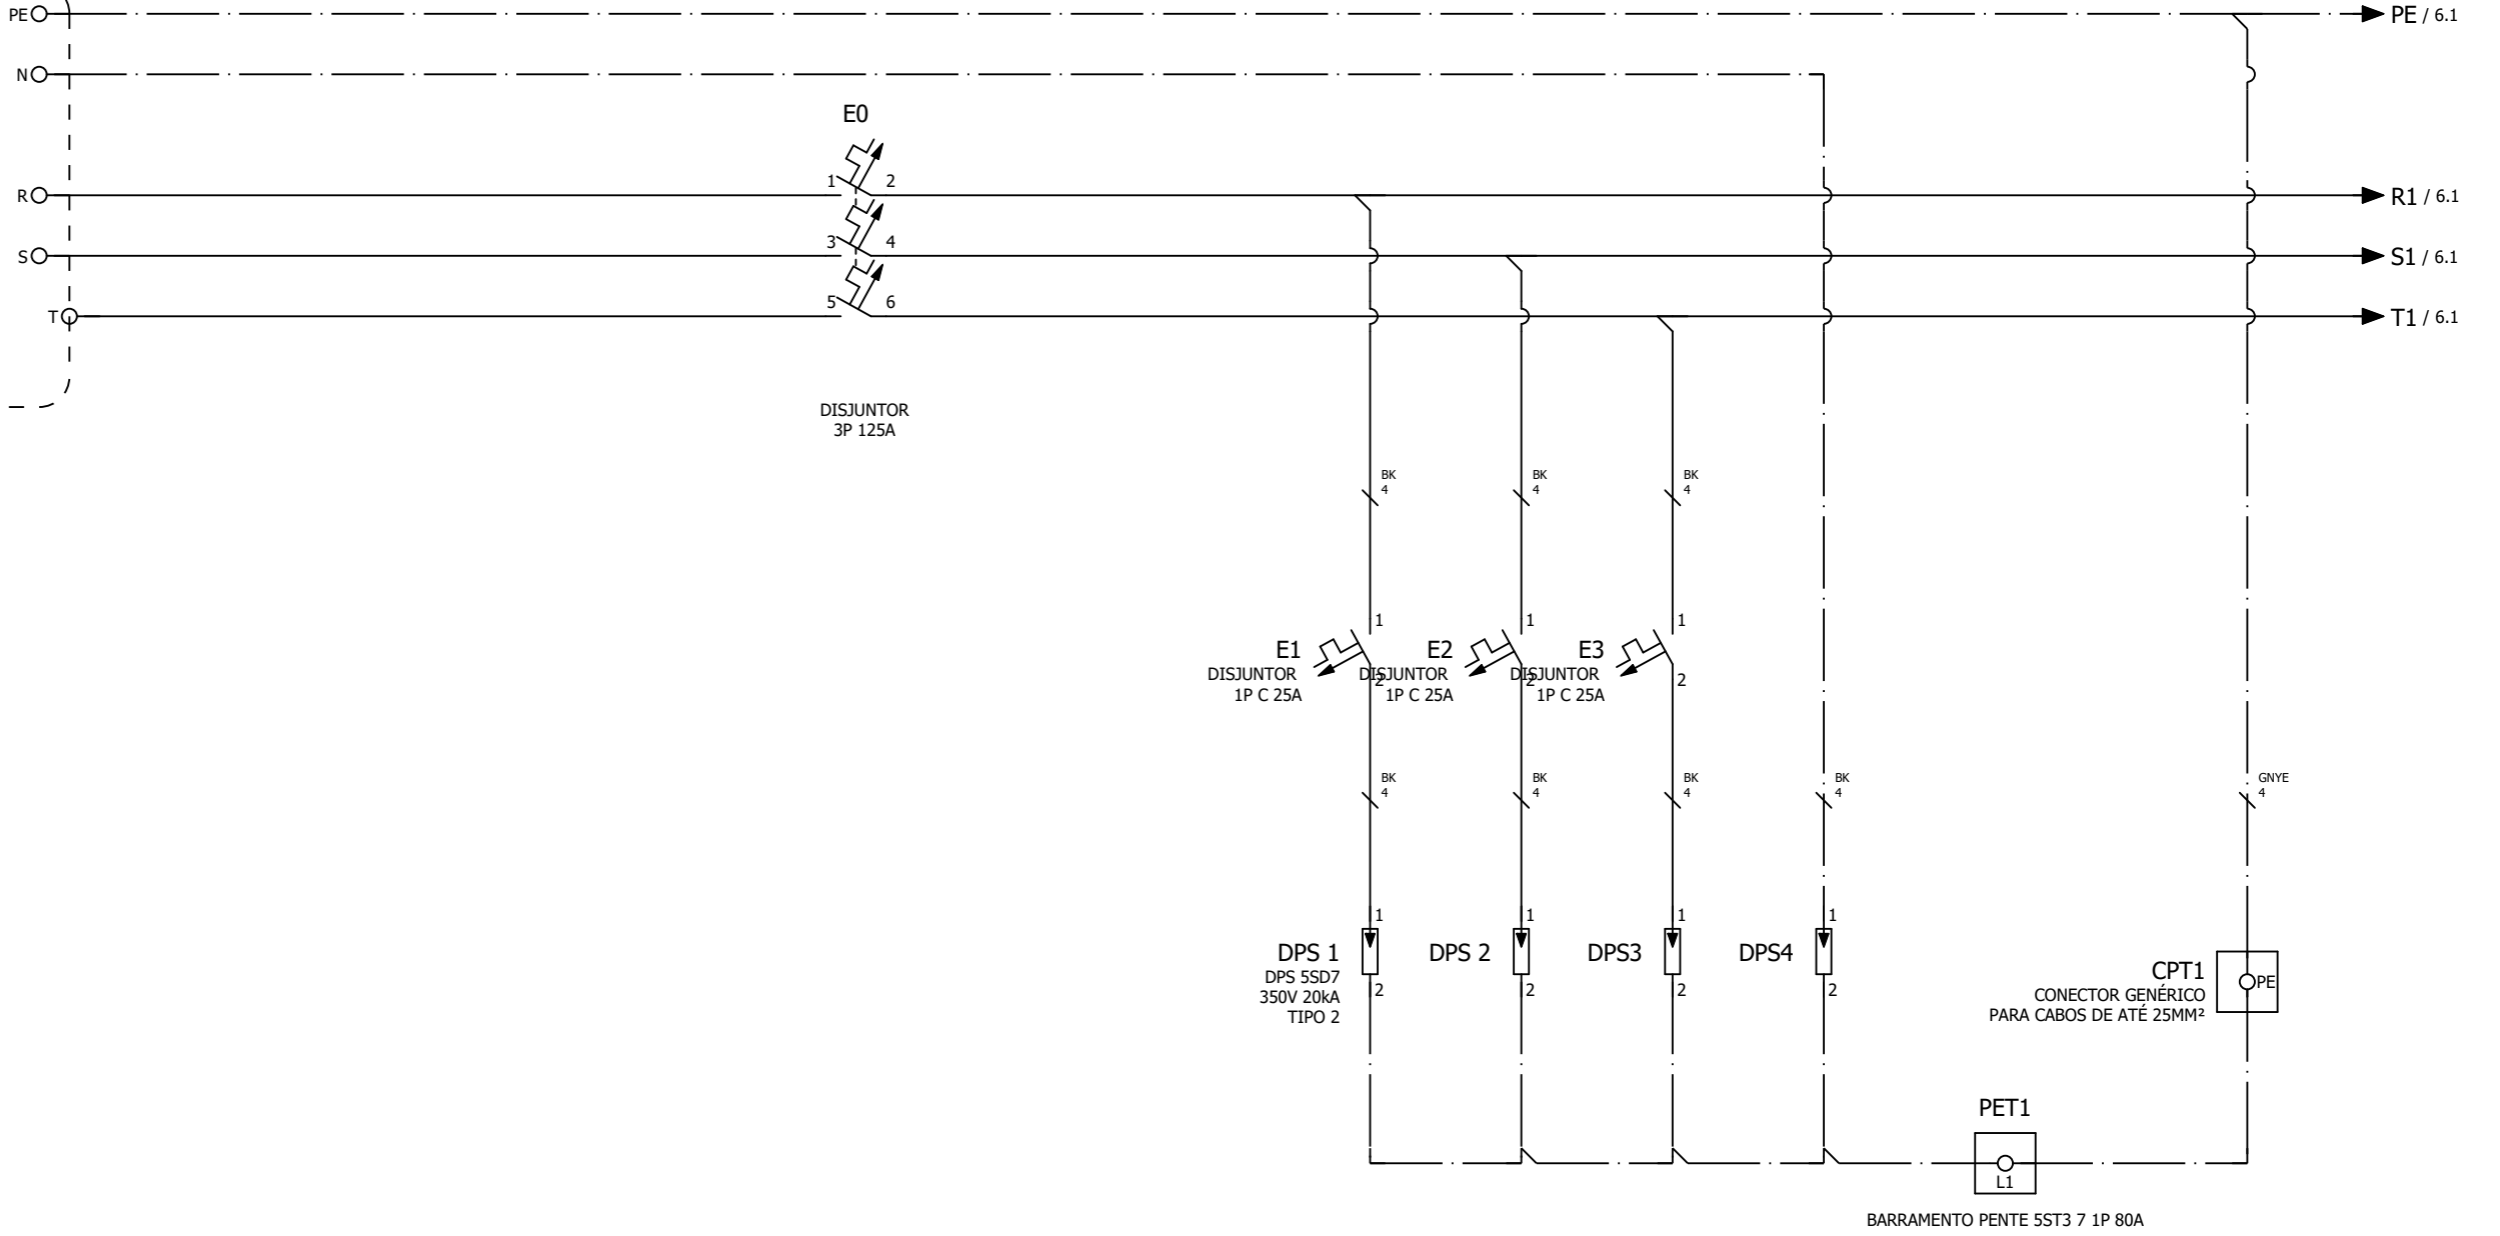 PE
PE / 6.1
N
E0
R
1
2
R1 / 6.1
S
3
4
S1 / 6.1
T
5
6
T1 / 6.1
DISJUNTOR
3P 125A
BK
4
BK
4
BK
4
E1
DISJUNTOR
1P C 25A
1
2
E2
DISJUNTOR
1P C 25A
1
2
E3
DISJUNTOR
1P C 25A
1
2
BK
4
BK
4
BK
4
BK
4
GNYE
4
DPS 1
DPS 5SD7
350V 20kA
TIPO 2
1
2
DPS 2
1
2
DPS3
1
2
DPS4
1
2
CPT1
CONECTOR GENÉRICO
PARA CABOS DE ATÉ 25MM²
PE
PET1
L1
BARRAMENTO PENTE 5ST3 7 1P 80A